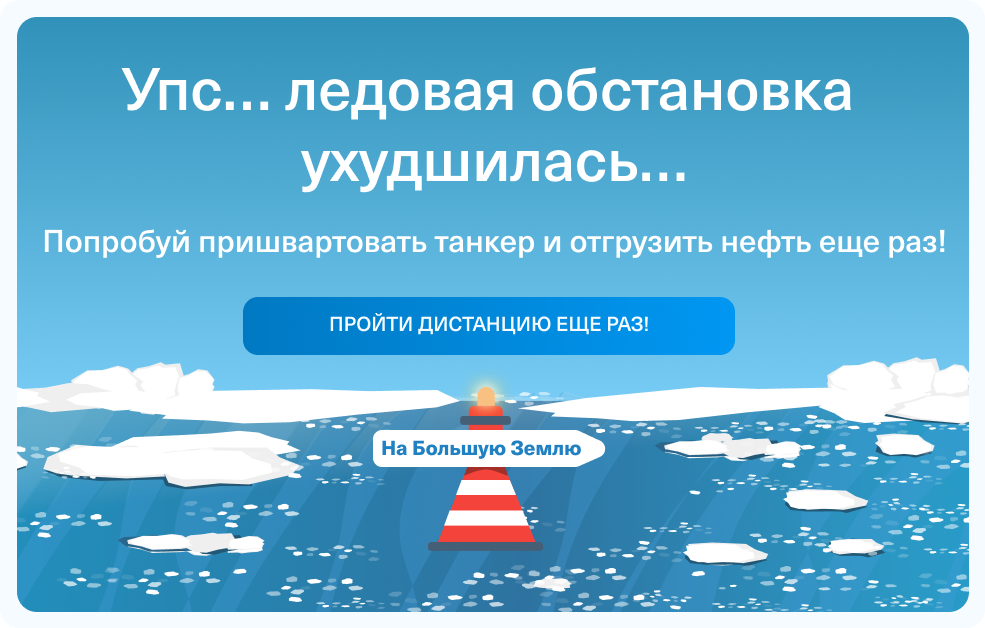 Упс... ледовая обстановка
ухудшилась...
Попробуй пришвартовать танкер и отгрузить нефть еще раз!
ПРОЙТИ ДИСТАНЦИЮ ЕЩЕ РАЗ!
На Большую Землю